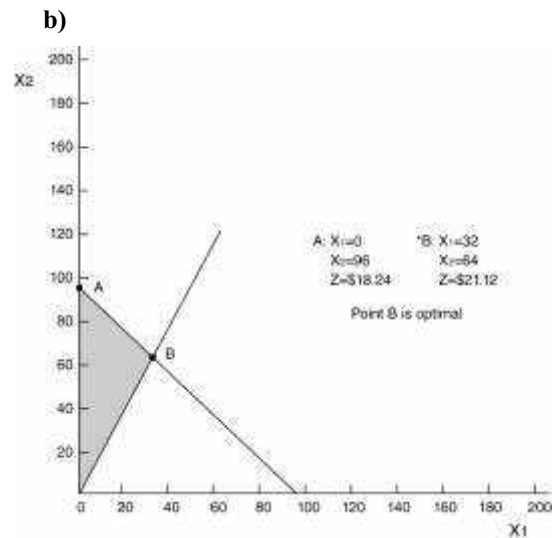 b)
X2
200
180
160
140
120
100
80
60
40
20
A
B
A: X1=0 *B: X1=32
X2=96 X2=64
Z=$18.24 Z=$21.12
Point B is optimal
0 20 40 60 80 100 120 140 160 180 200
X1